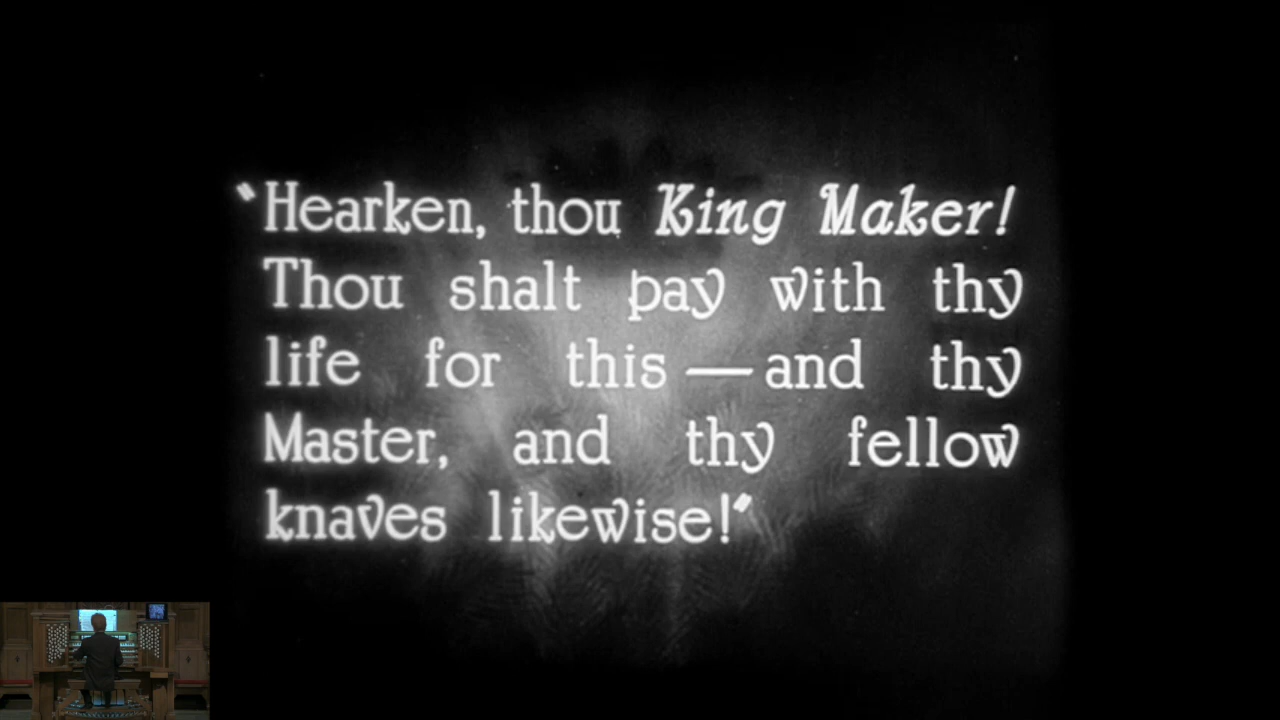 "Hearken, thou King Maker!
Thou shalt pay with thy
life for this — and thy
Master, and thy fellow
knaves likewise!"